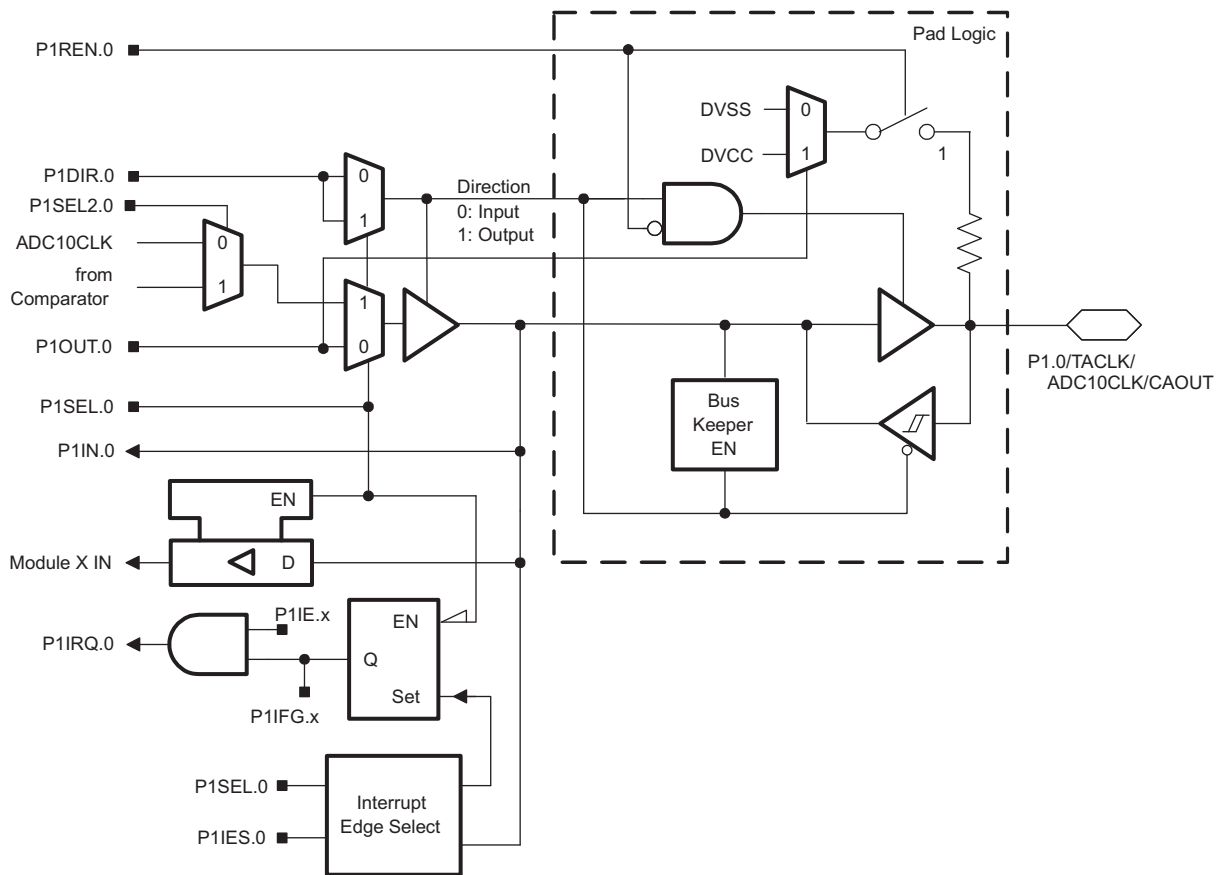 Pad Logic
P1REN.0
DVSS
0
DVCC
1
1
P1DIR.0
0
1
Direction
0: Input
1: Output
P1SEL2.0
ADC10CLK
0
from
Comparator
1
1
0
P1OUT.0
P1.0/TACLK/
ADC10CLK/CAOUT
P1SEL.0
Bus
Keeper
EN
P1IN.0
EN
Module X IN
D
P1IE.x
EN
P1IRQ.0
Q
Set
P1IFG.x
P1SEL.0
Interrupt
Edge Select
P1IES.0